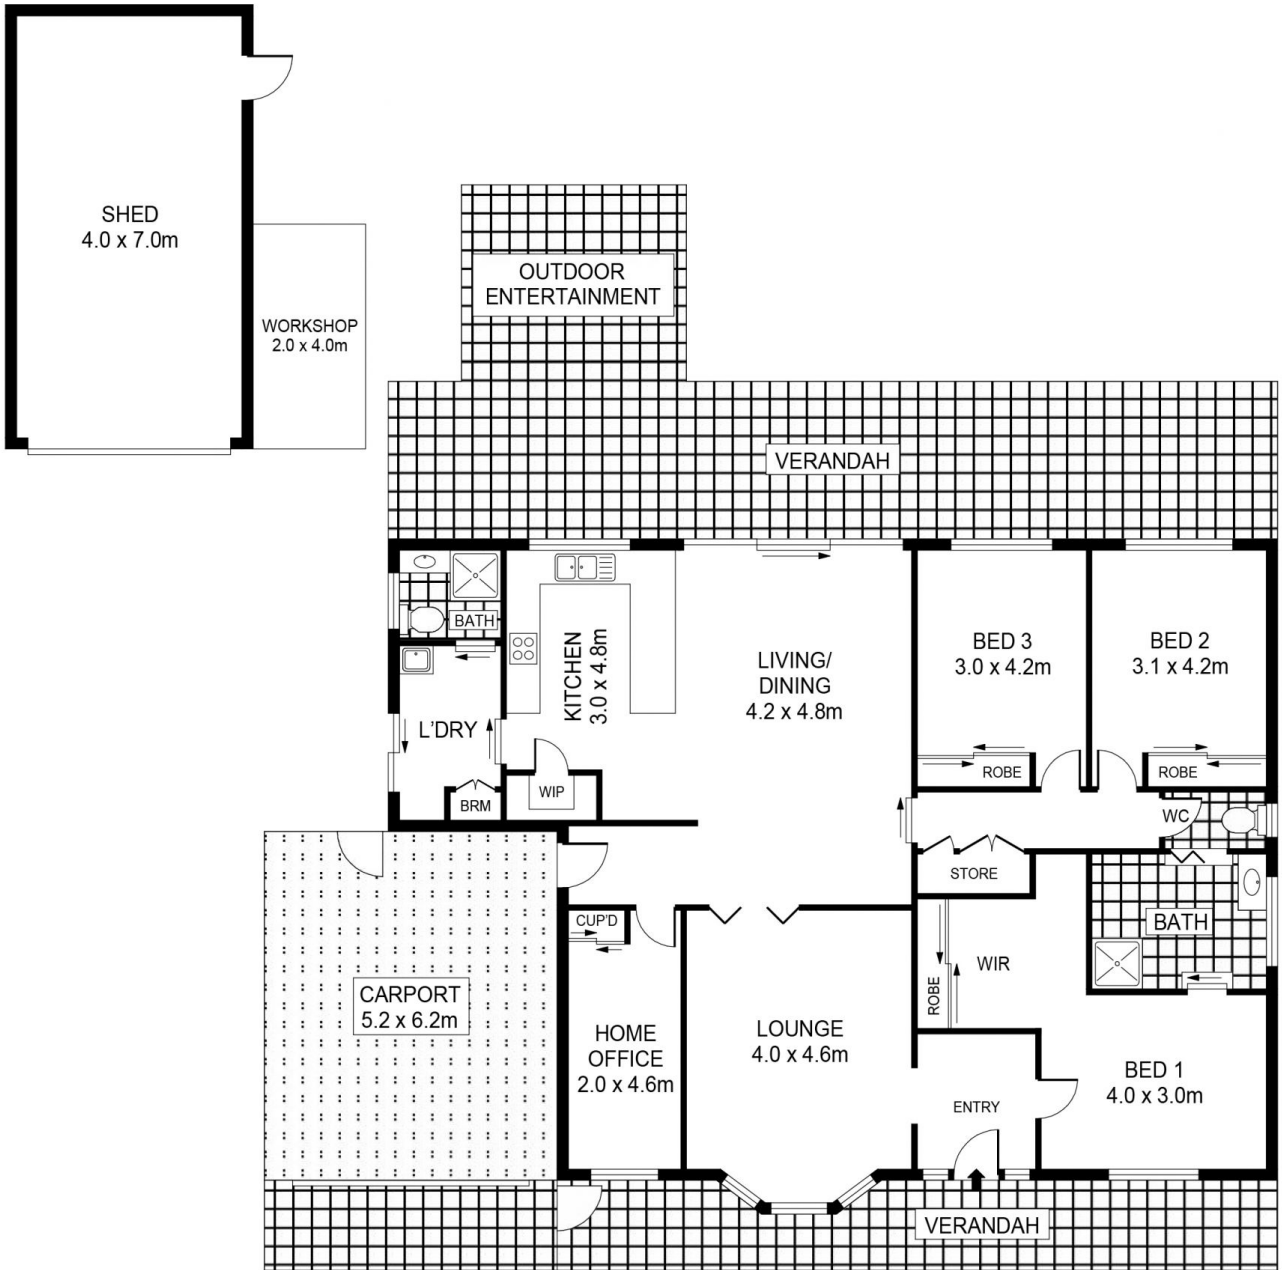 SHED
4.0 x 7.0m
WORKSHOP
2.0 x 4.0m
OUTDOOR
ENTERTAINMENT
VERANDAH
BATH
KITCHEN
3.0 x 4.8m
LIVING/
DINING
4.2 x 4.8m
BED 3
3.0 x 4.2m
BED 2
3.1 x 4.2m
L'DRY
ROBE
ROBE
BRM
WIP
WC
STORE
CUP'D
BATH
WIR
ROBE
CARPORT
5.2 x 6.2m
HOME
OFFICE
2.0 x 4.6m
LOUNGE
4.0 x 4.6m
BED 1
4.0 x 3.0m
ENTRY
VERANDAH